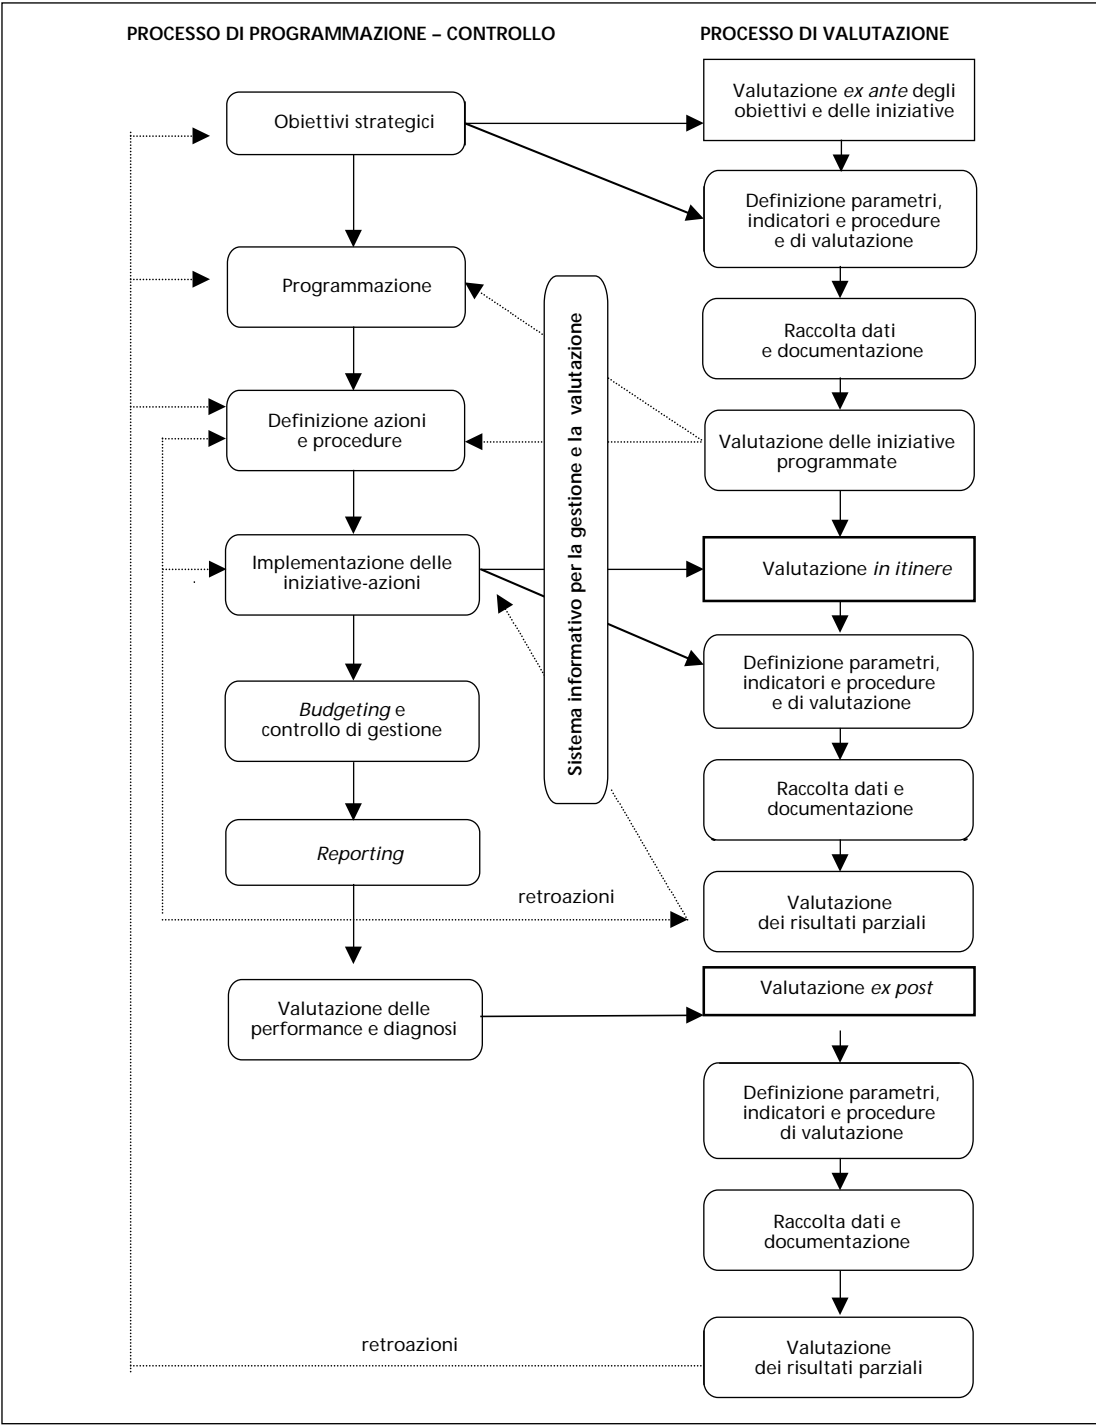 PROCESSO DI PROGRAMMAZIONE – CONTROLLO
Obiettivi strategici
Programmazione
Definizione azioni
e procedure
Implementazione delle
iniziative-azioni
Budgeting e
controllo di gestione
Reporting
Valutazione delle
performance e diagnosi
Sistema informativo per la gestione e la valutazione
retroazioni
retroazioni
PROCESSO DI VALUTAZIONE
Valutazione ex ante degli
obiettivi e delle iniziative
Definizione parametri,
indicatori e procedure
e di valutazione
Raccolta dati
e documentazione
Valutazione delle iniziative
programmate
Valutazione in itinere
Definizione parametri,
indicatori e procedure
e di valutazione
Raccolta dati e
documentazione
Valutazione
dei risultati parziali
Valutazione ex post
Definizione parametri,
indicatori e procedure
di valutazione
Raccolta dati e
documentazione
Valutazione
dei risultati parziali